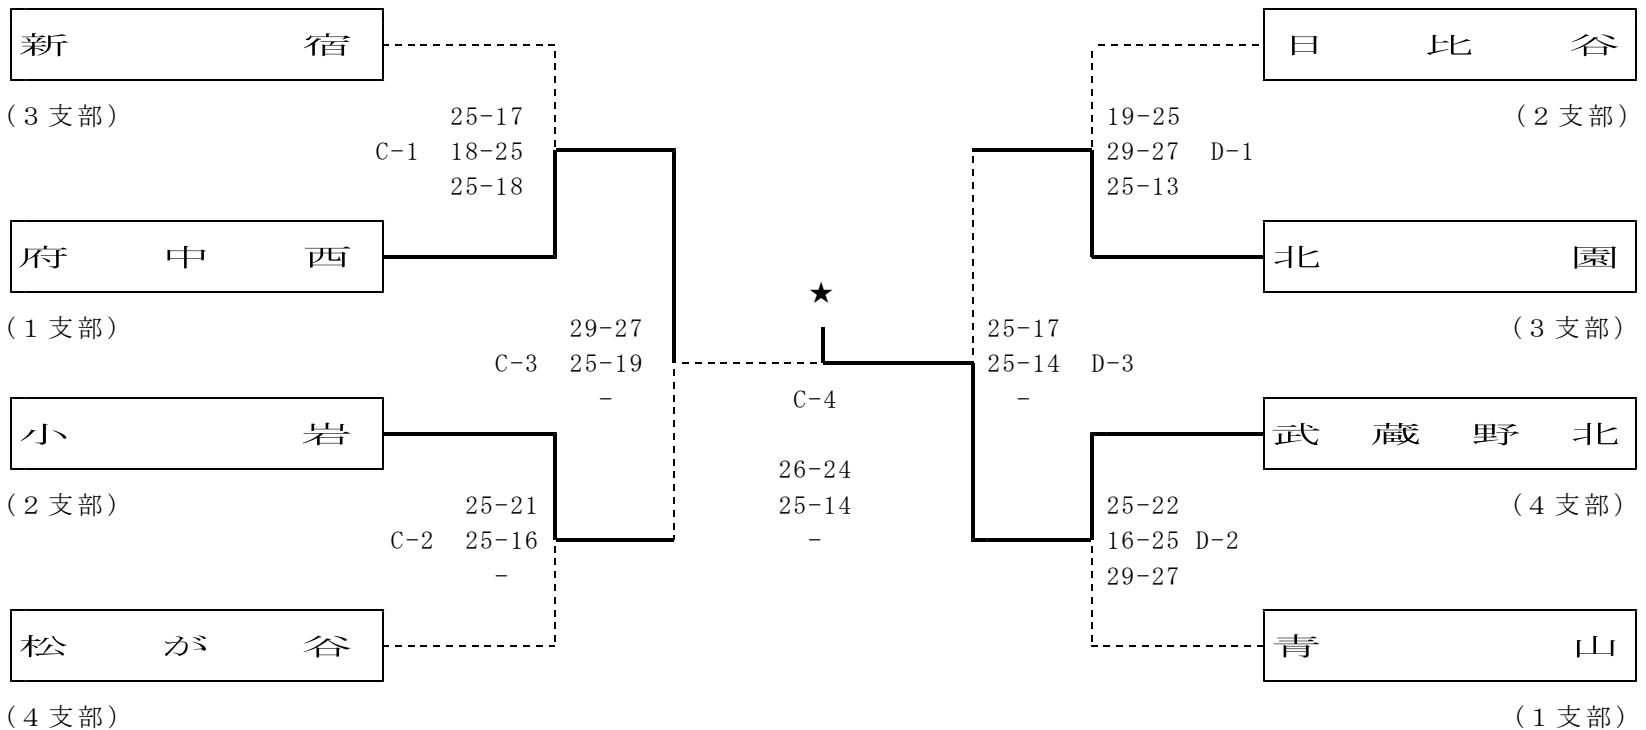 新宿
(3支部)
25-17
C-1 18-25
25-18
府中西
(1支部)
29-27
C-3 25-19
-
小岩
(2支部)
25-21
C-2 25-16
-
松が谷
(4支部)
★
C-4
26-24
25-14
-
日比谷
(2支部)
19-25
29-27 D-1
25-13
北園
(3支部)
25-17
25-14 D-3
-
武蔵野北
(4支部)
25-22
16-25 D-2
29-27
青山
(1支部)